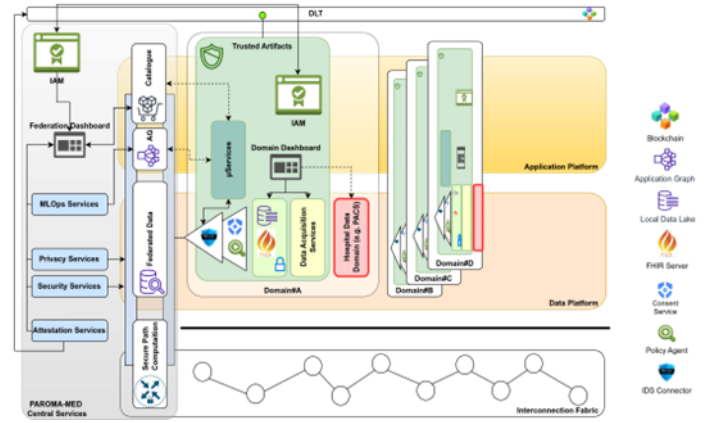 DLT
Trusted Artifacts
IAM
Catalogue
IAM
Federation Dashboard
AG
μServices
Domain Dashboard
Application Platform
MLOps Services
Federated Data
Data Acquisition
Services
Hospital Data
Domain (e.g. PACS)
Privacy Services
Security Services
Domain#A
Domain#B
Domain#C
Domain#D
Data Platform
Attestation Services
Secure Path
Computaition
PAROMA-MED
Central Services
Interconnection Fabric
Blockchain
Application Graph
Local Data Lake
FHIR Server
Consent
Service
Policy Agent
IDS Connector